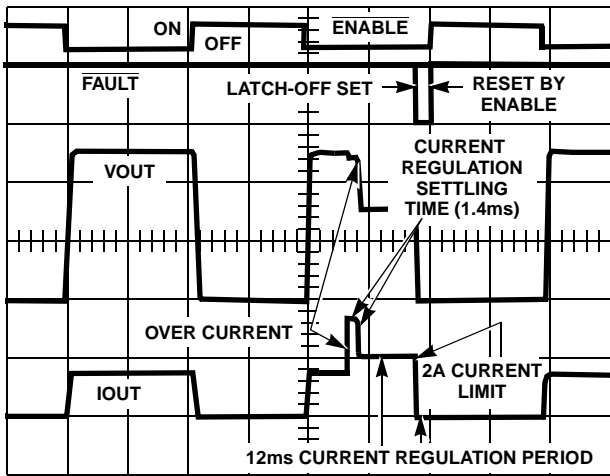 ON
OFF
ENABLE
FAULT
LATCH-OFF SET
RESET BY
ENABLE
VOUT
CURRENT
REGULATION
SETTLING
TIME (1.4ms)
OVER CURRENT
IOUT
2A CURRENT
LIMIT
12ms CURRENT REGULATION PERIOD